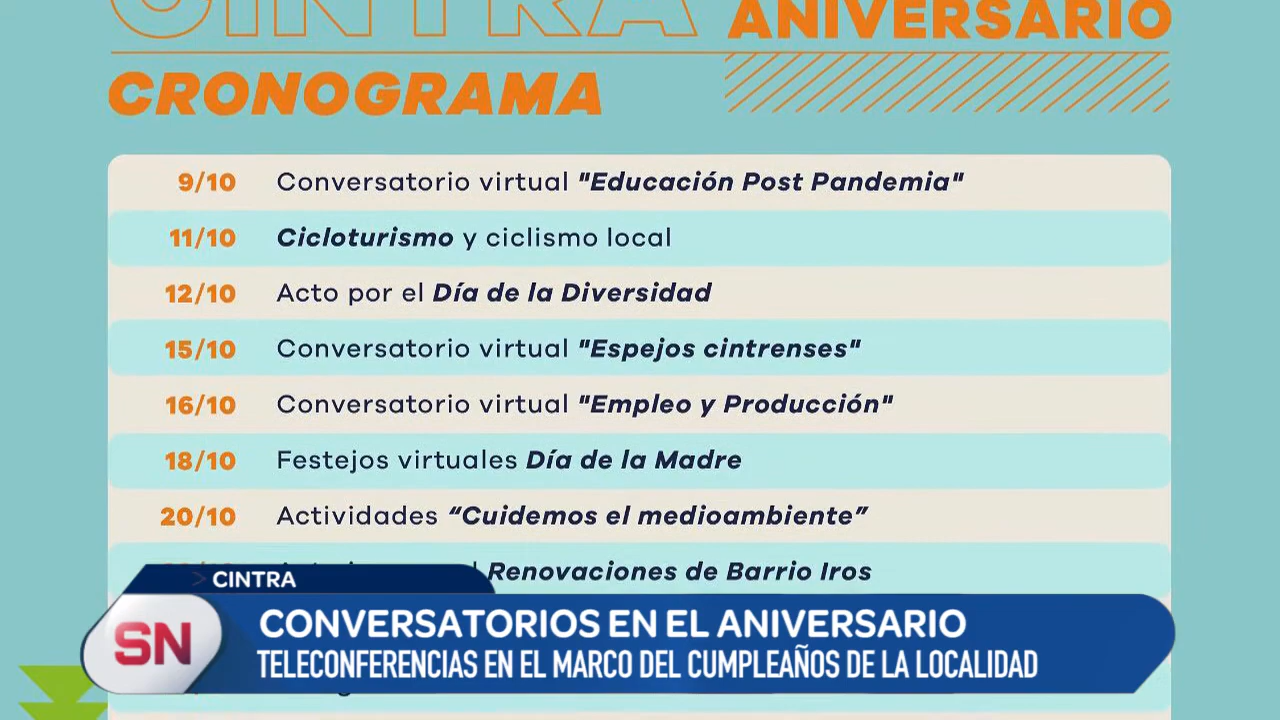 CINTRA
ANIVERSARIO
CRONOGRAMA
9/10 Conversatorio virtual "Educación Post Pandemia"
11/10 Cicloturismo y ciclismo local
12/10 Acto por el Día de la Diversidad
15/10 Conversatorio virtual "Espejos cintrenses"
16/10 Conversatorio virtual "Empleo y Producción"
18/10 Festejos virtuales Día de la Madre
20/10 Actividades “Cuidemos el medioambiente”
Renovaciones de Barrio Iros
> CINTRA
SN
CONVERSATORIOS EN EL ANIVERSARIO
TELECONFERENCIAS EN EL MARCO DEL CUMPLEAÑOS DE LA LOCALIDAD